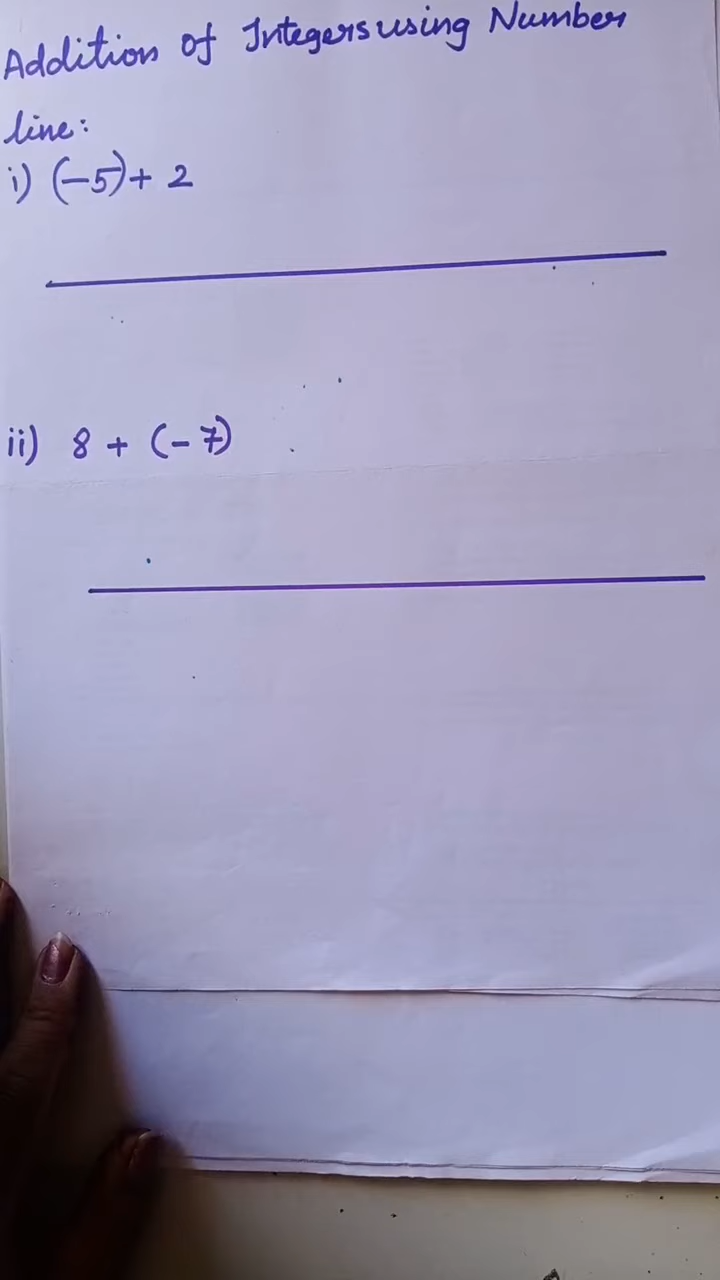 Addition of Integers using Number
line:
i) (-5) + 2
ii) 8 + (-7)